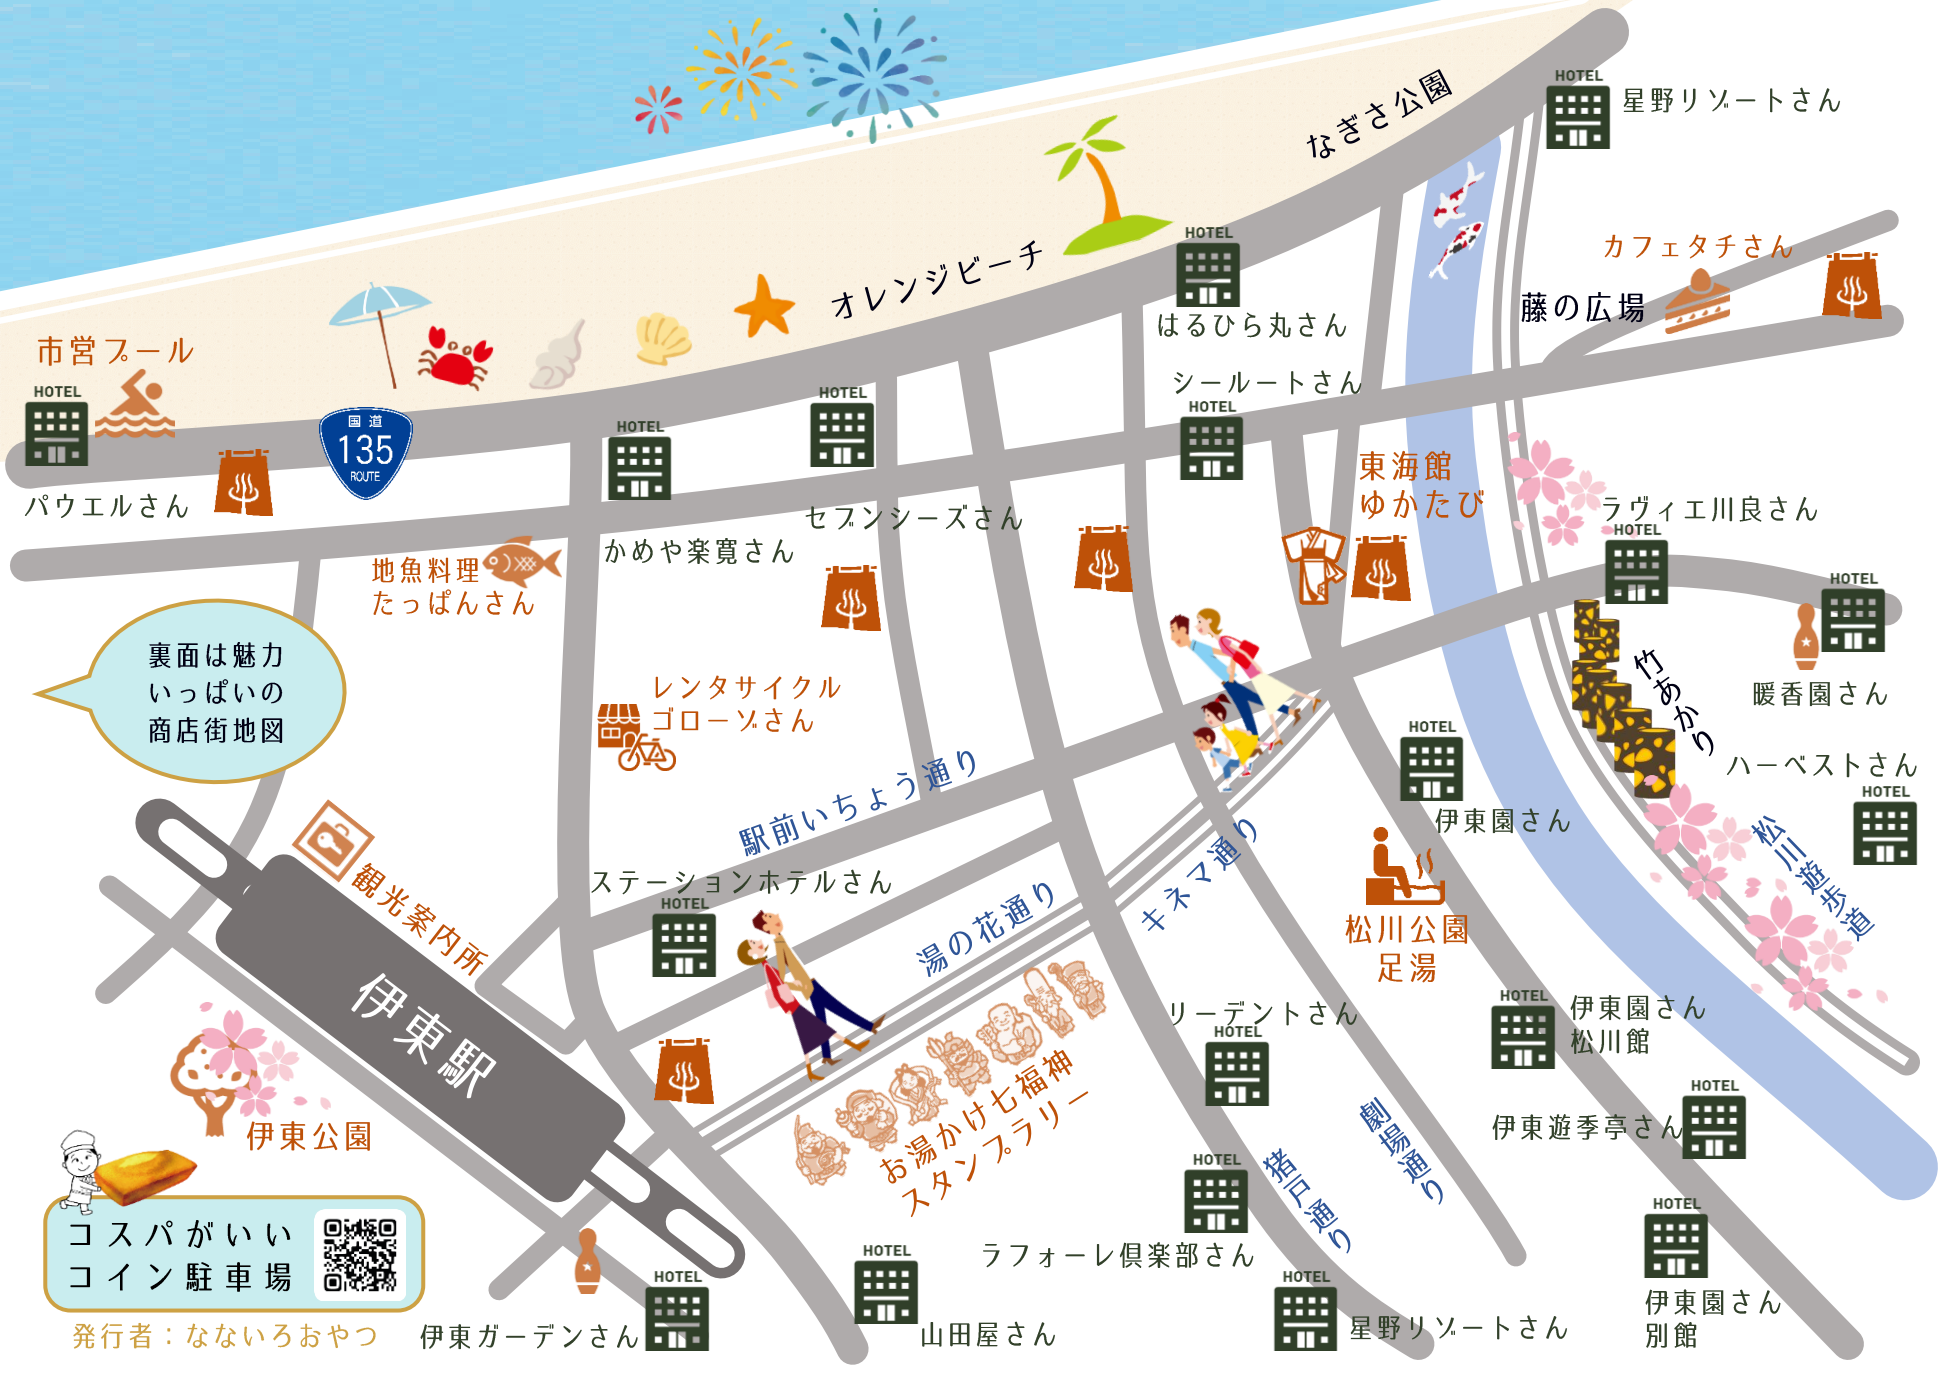 HOTEL
星野リゾートさん
なぎさ公園
カフェタチさん
藤の広場
オレンジビーチ
HOTEL
はるひら丸さん
市営プール
HOTEL
パウエルさん
国道
135
ROUTE
HOTEL
かめや楽寛さん
HOTEL
セブンシーズさん
シールートさん
HOTEL
東海館
ゆかたび
ラヴィエ川良さん
HOTEL
HOTEL
暖香園さん
地魚料理
たっぱんさん
裏面は魅力
いっぱいの
商店街地図
レンタサイクル
ゴローゾさん
竹あかり
ハーベストさん
HOTEL
HOTEL
伊東園さん
駅前いちょう通り
キネマ通り
松川遊歩道
観光案内所
ステーションホテルさん
HOTEL
湯の花通り
松川公園
足湯
伊東駅
リーデントさん
HOTEL
HOTEL
伊東園さん
松川館
お湯かけ七福神
スタンプラリー
劇場通り
HOTEL
伊東遊季亭さん
伊東公園
猪戸通り
HOTEL
ラフォーレ倶楽部さん
コスパがいい
コイン駐車場
発行者：なないろおやつ
HOTEL
伊東ガーデンさん
HOTEL
山田屋さん
HOTEL
星野リゾートさん
HOTEL
伊東園さん
別館